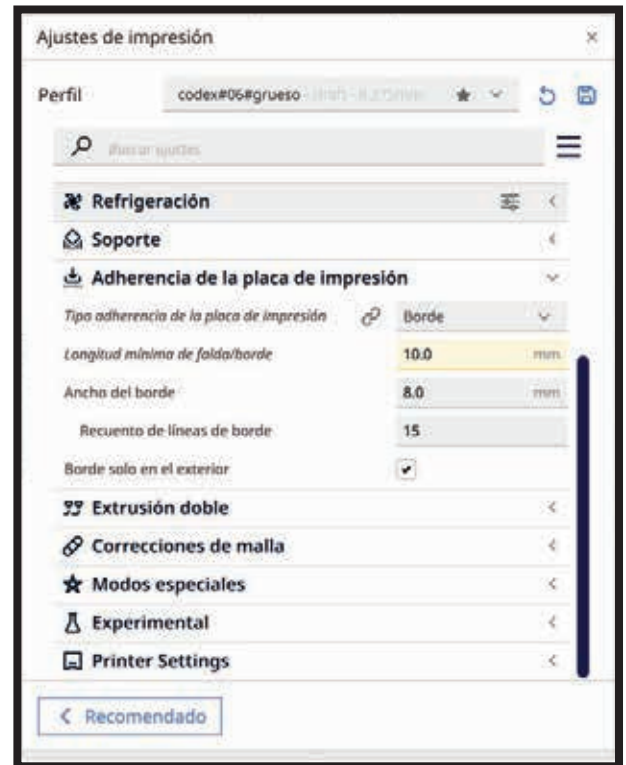 Ajustes de impresión
Perfil codex#06#grueso
Buscar ajustes
Refrigeración
Soporte
Adherencia de la placa de impresión
Tipo adherencia de la placa de impresión Borde
Longitud mínima de falda/borde 10.0 mm
Ancho del borde 8.0 mm
Recuento de líneas de borde 15
Borde solo en el exterior
Extrusión doble
Correcciones de malla
Modos especiales
Experimental
Printer Settings
Recomendado